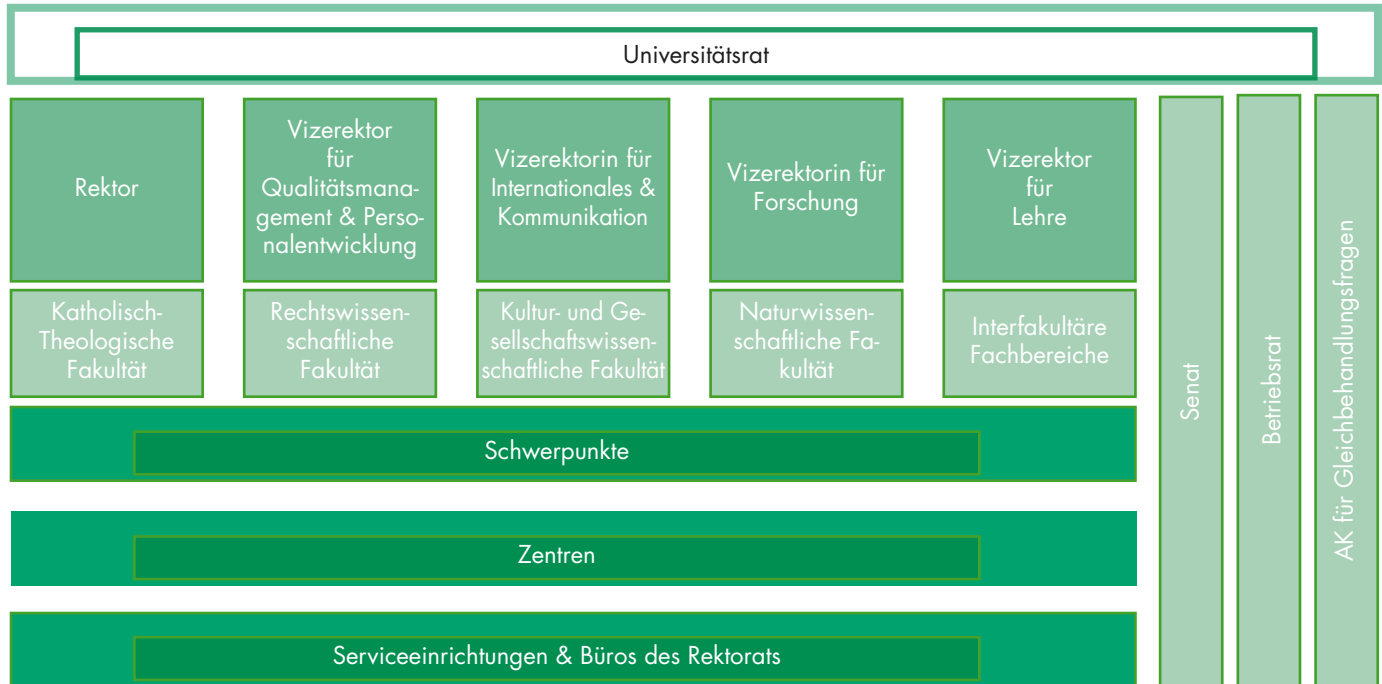 Universitätsrat
Rektor
Vizerektor
für
Qualitätsmana-
gement & Perso-
nalentwicklung
Vizerektorin für
Internationales &
Kommunikation
Vizerektorin für
Forschung
Vizerektor
für
Lehre
Katholisch-
Theologische
Fakultät
Rechtswissen-
schaftliche
Fakultät
Kultur- und Ge-
sellschaftswissen-
schaftliche Fakultät
Naturwissen-
schaftliche Fa-
kultät
Interfakultäre
Fachbereiche
Schwerpunkte
Zentren
Serviceeinrichtungen & Büros des Rektorats
Senat
Betriebsrat
AK für Gleichbehandlungsfragen